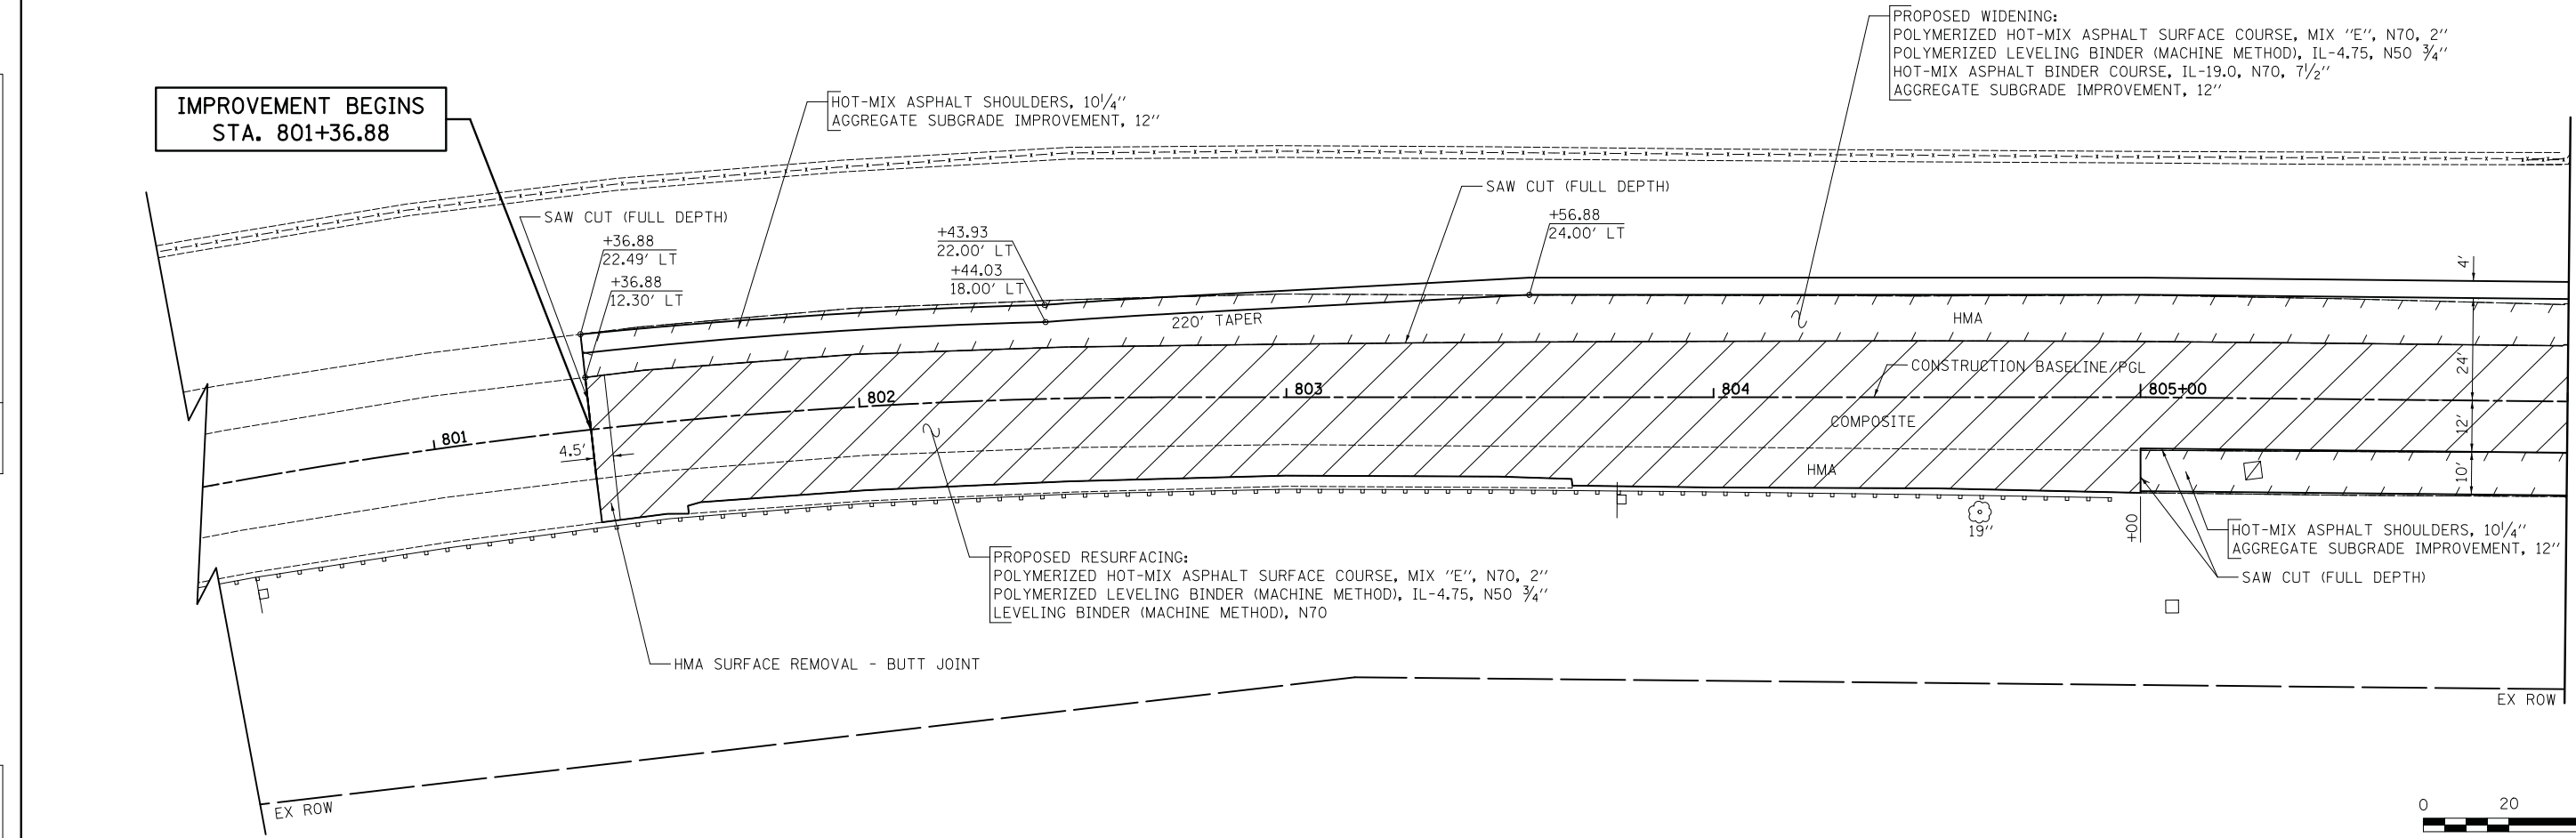 PROPOSED WIDENING:
POLYMERIZED HOT-MIX ASPHALT SURFACE COURSE, MIX "E", N70, 2"
POLYMERIZED LEVELING BINDER (MACHINE METHOD), IL-4.75, N50 ¾"
HOT-MIX ASPHALT BINDER COURSE, IL-19.0, N70, 7½"
AGGREGATE SUBGRADE IMPROVEMENT, 12"
IMPROVEMENT BEGINS
STA. 801+36.88
HOT-MIX ASPHALT SHOULDERS, 10¼"
AGGREGATE SUBGRADE IMPROVEMENT, 12"
SAW CUT (FULL DEPTH)
SAW CUT (FULL DEPTH)
+36.88
22.49' LT
+36.88
12.30' LT
+43.93
22.00' LT
+44.03
18.00' LT
+56.88
24.00' LT
4'
220' TAPER
HMA
24'
CONSTRUCTION BASELINE/PGL
801
802
803
804
805+00
COMPOSITE
12'
4.5'
HMA
10'
19"
+00
HOT-MIX ASPHALT SHOULDERS, 10¼"
AGGREGATE SUBGRADE IMPROVEMENT, 12"
SAW CUT (FULL DEPTH)
PROPOSED RESURFACING:
POLYMERIZED HOT-MIX ASPHALT SURFACE COURSE, MIX "E", N70, 2"
POLYMERIZED LEVELING BINDER (MACHINE METHOD), IL-4.75, N50 ¾"
LEVELING BINDER (MACHINE METHOD), N70
HMA SURFACE REMOVAL - BUTT JOINT
EX ROW
EX ROW
0 20